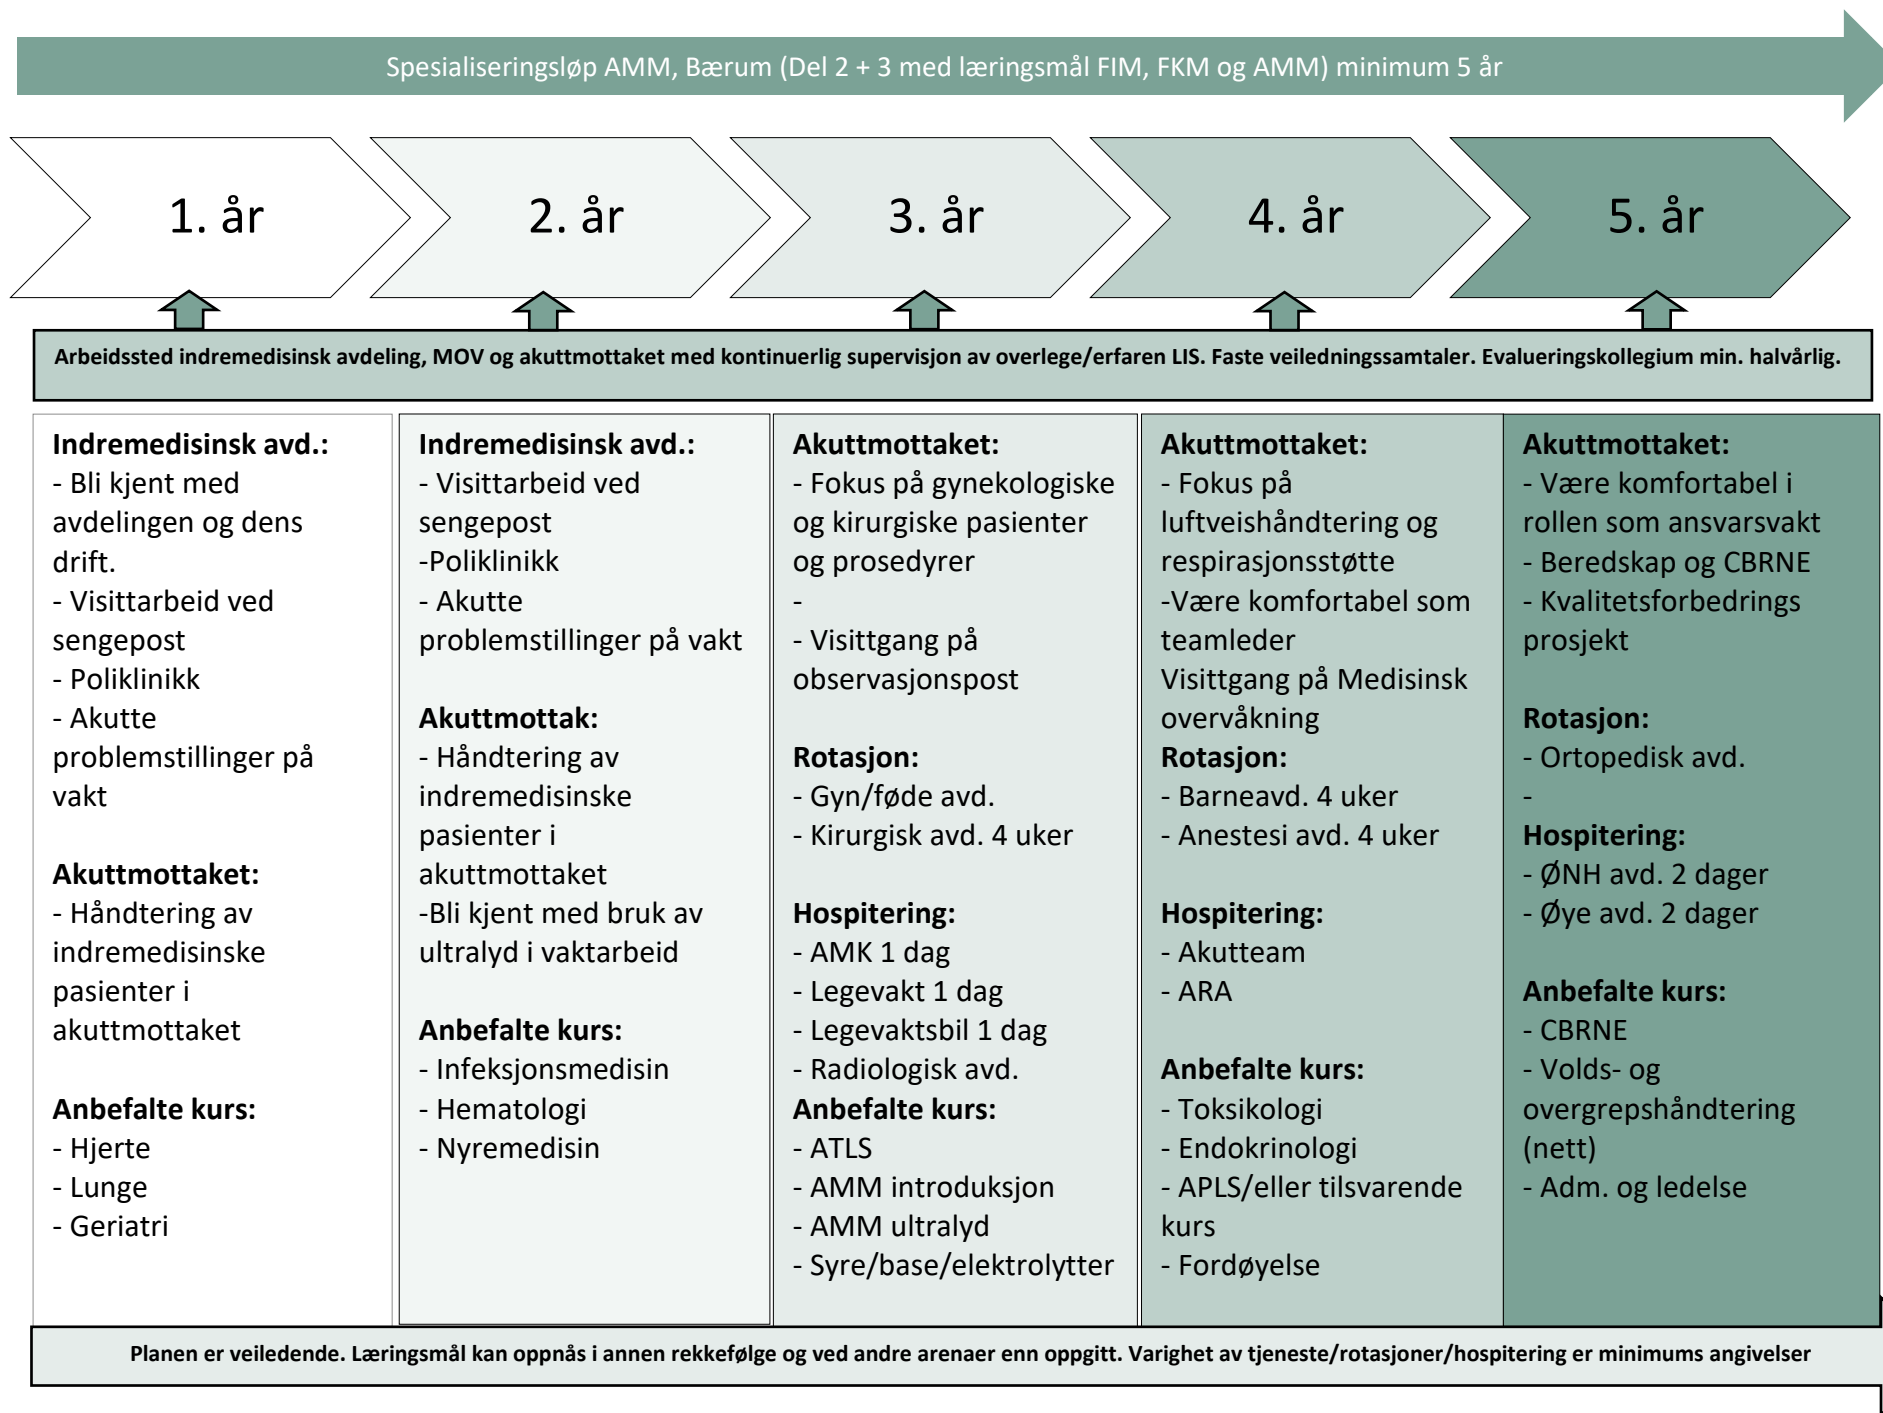 Spesialiseringsløp AMM, Bærum (Del 2 + 3 med læringsmål FIM, FKM og AMM) minimum 5 år
1. år
2. år
3. år
4. år
5. år
Arbeidssted indremedisinsk avdeling, MOV og akuttmottaket med kontinuerlig supervisjon av overlege/erfaren LIS. Faste veiledningssamtaler. Evalueringskollegium min. halvårlig.
Indremedisinsk avd.:
- Bli kjent med
avdelingen og dens
drift.
- Visittarbeid ved
sengepost
- Poliklinikk
- Akutte
problemstillinger på
vakt
Akuttmottaket:
- Håndtering av
indremedisinske
pasienter i
akuttmottaket
Anbefalte kurs:
- Hjerte
- Lunge
- Geriatri
Indremedisinsk avd.:
- Visittarbeid ved
sengepost
-Poliklinikk
- Akutte
problemstillinger på vakt
Akuttmottak:
- Håndtering av
indremedisinske
pasienter i
akuttmottaket
-Bli kjent med bruk av
ultralyd i vaktarbeid
Anbefalte kurs:
- Infeksjonsmedisin
- Hematologi
- Nyremedisin
Akuttmottaket:
- Fokus på gynekologiske
og kirurgiske pasienter
og prosedyrer
-
- Visittgang på
observasjonspost
Rotasjon:
- Gyn/føde avd.
- Kirurgisk avd. 4 uker
Hospitering:
- AMK 1 dag
- Legevakt 1 dag
- Legevaktsbil 1 dag
- Radiologisk avd.
Anbefalte kurs:
- ATLS
- AMM introduksjon
- AMM ultralyd
- Syre/base/elektrolytter
Akuttmottaket:
- Fokus på
luftveishåndtering og
respirasjonsstøtte
-Være komfortabel som
teamleder
Visittgang på Medisinsk
overvåkning
Rotasjon:
- Barneavd. 4 uker
- Anestesi avd. 4 uker
Hospitering:
- Akutteam
- ARA
Anbefalte kurs:
- Toksikologi
- Endokrinologi
- APLS/eller tilsvarende
kurs
- Fordøyelse
Akuttmottaket:
- Være komfortabel i
rollen som ansvarsvakt
- Beredskap og CBRNE
- Kvalitetsforbedrings
prosjekt
Rotasjon:
- Ortopedisk avd.
-
Hospitering:
- ØNH avd. 2 dager
- Øye avd. 2 dager
Anbefalte kurs:
- CBRNE
- Volds- og
overgrepshåndtering
(nett)
- Adm. og ledelse
Planen er veiledende. Læringsmål kan oppnås i annen rekkefølge og ved andre arenaer enn oppgitt. Varighet av tjeneste/rotasjoner/hospitering er minimums angivelser